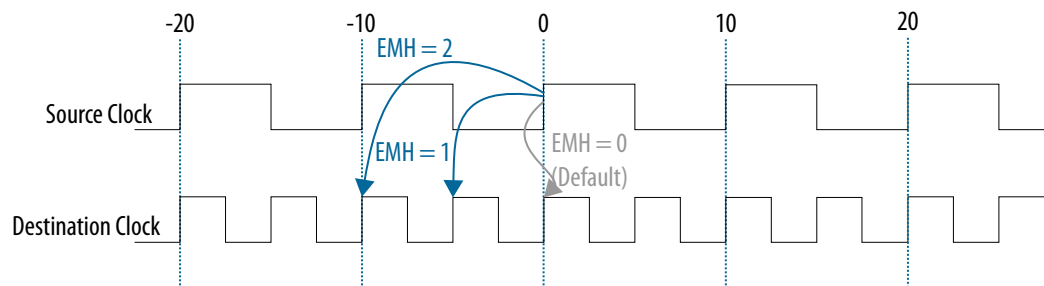 -20 -10 0 10 20
EMH = 2
Source Clock
EMH = 1
EMH = 0
(Default)
Destination Clock